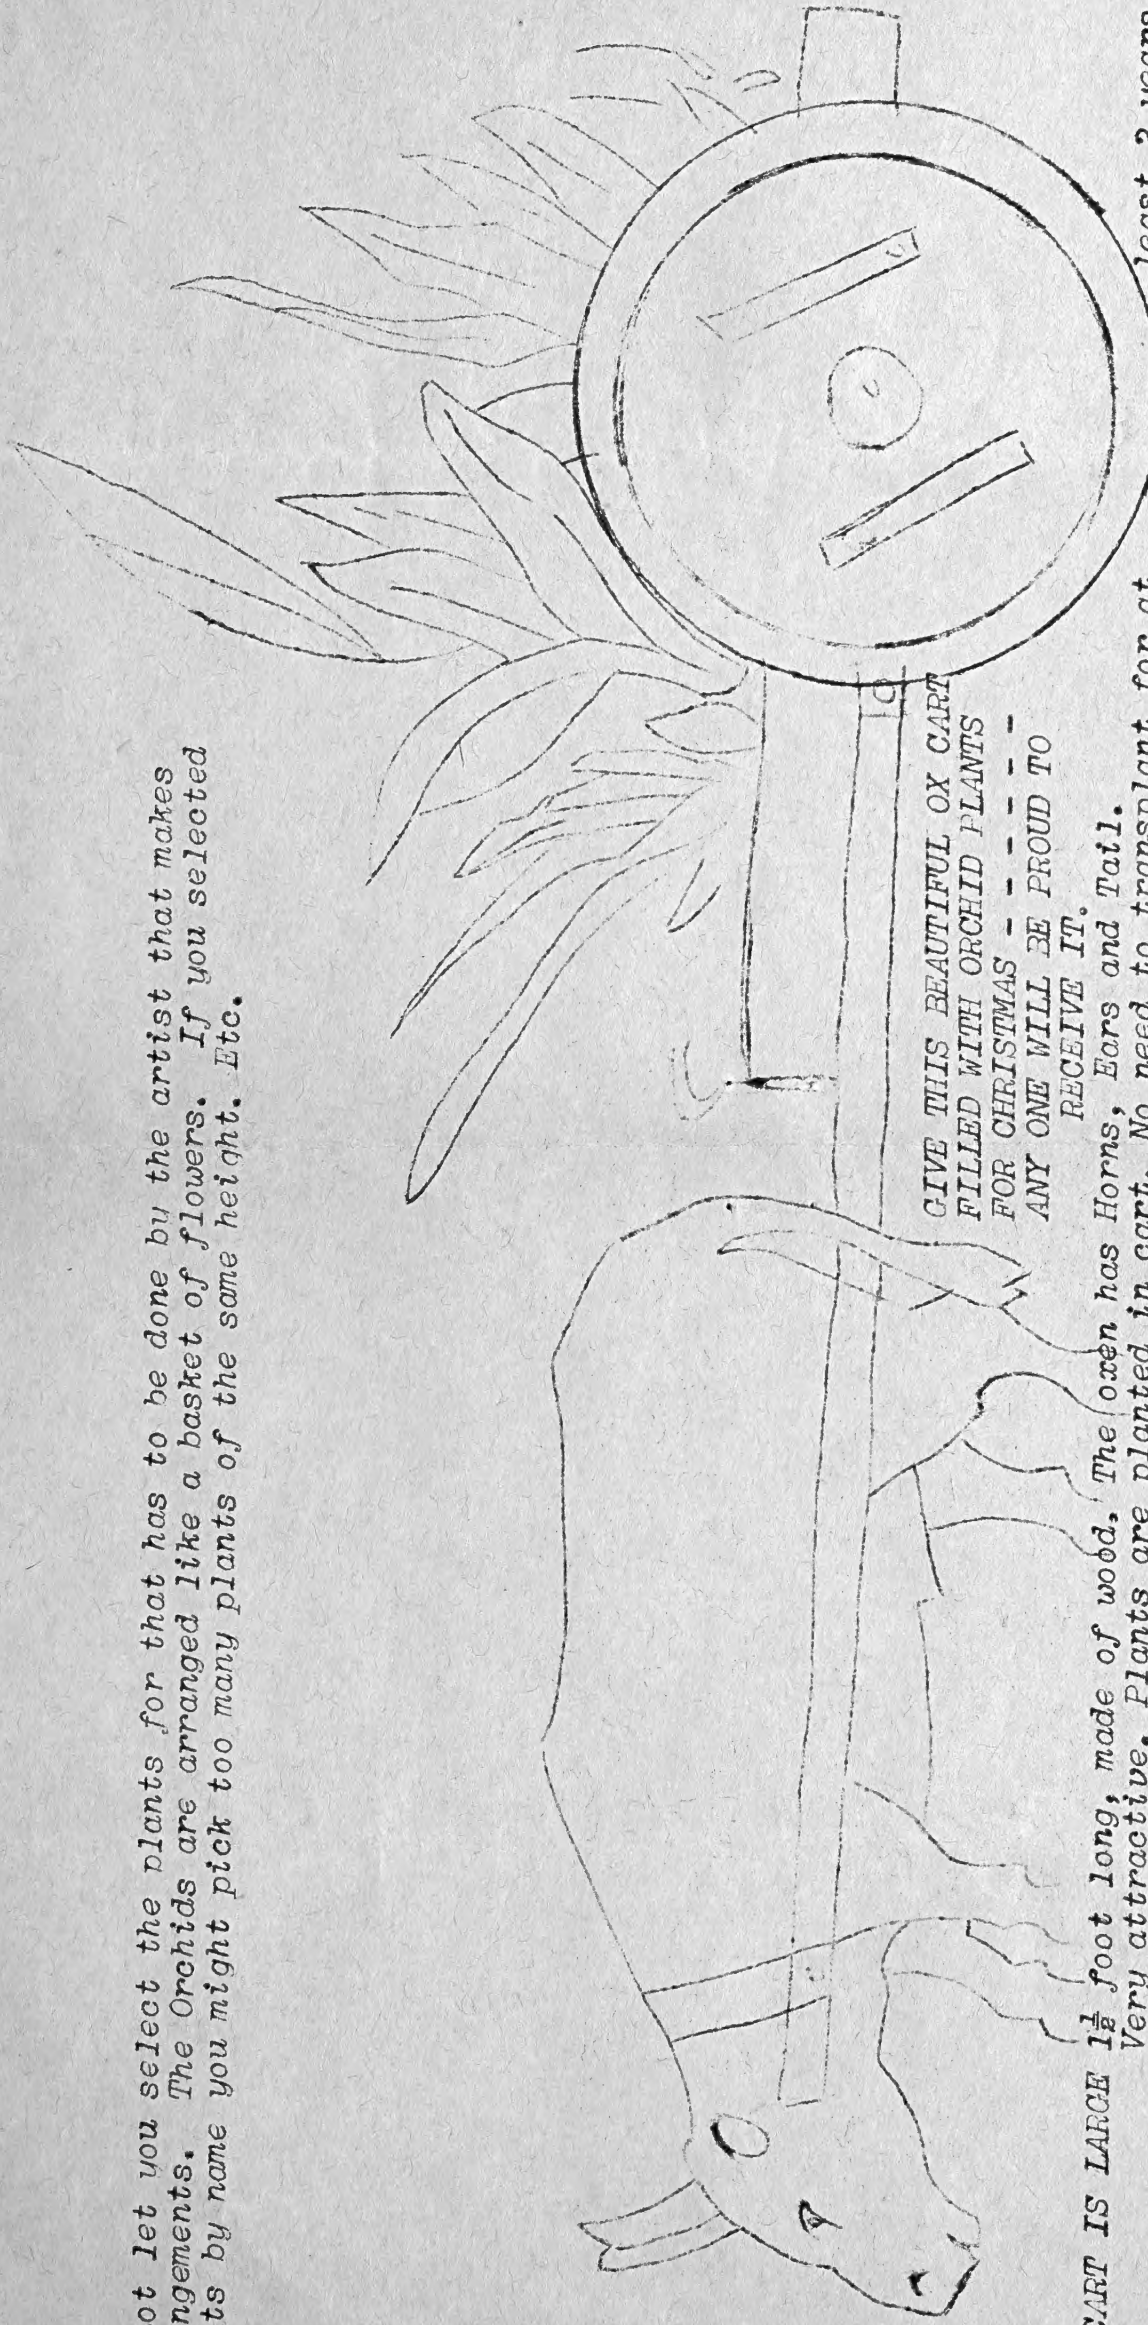 ot let you select the plants for that has to be done by the artist that makes
ngements. The Orchids are arranged like a basket of flowers. If you selected
ts by name you might pick too many plants of the same height. Etc.
GIVE THIS BEAUTIFUL OX CART
FILLED WITH ORCHID PLANTS
FOR CHRISTMAS - - - - - - -
ANY ONE WILL BE PROUD TO
RECEIVE IT.
CART IS LARGE 1½ foot long, made of wood. The oxen has Horns, Ears and Tail.
Very attractive. Plants are planted in cart. No need to transplant for at least 2 years